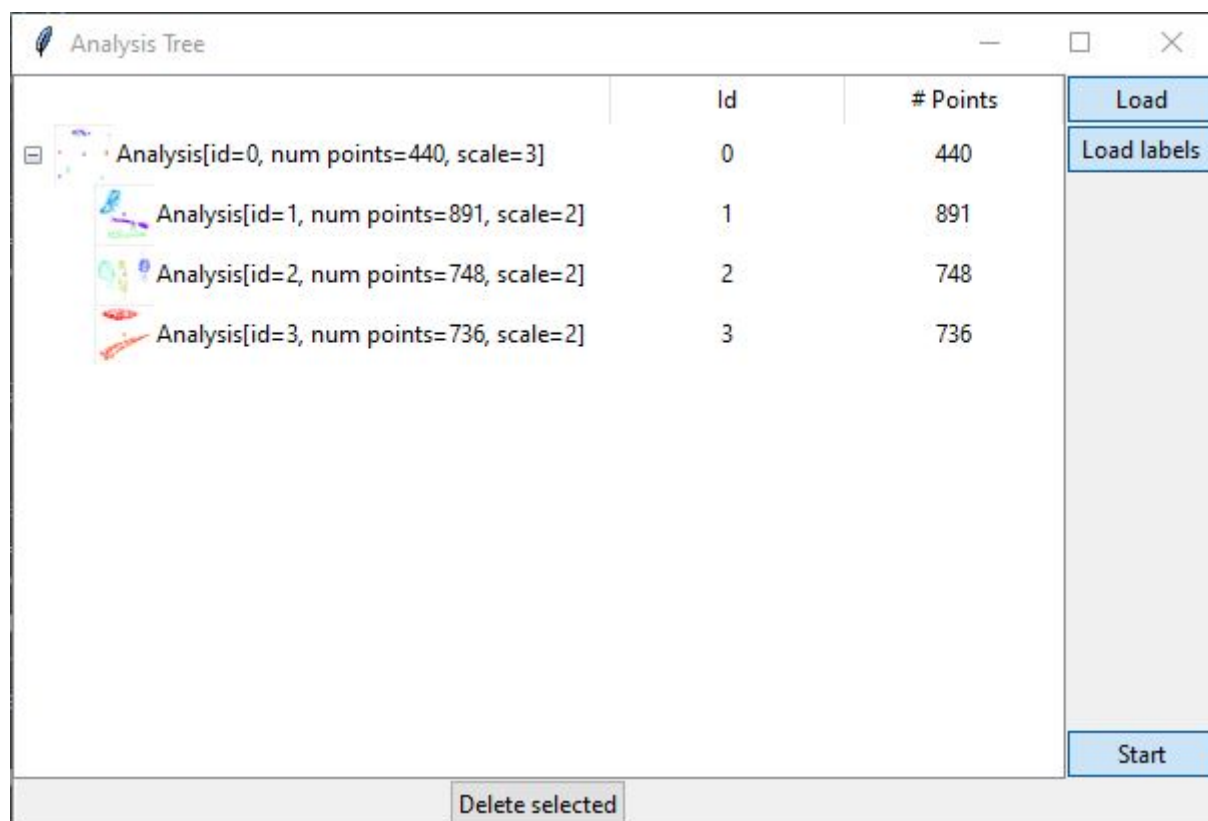 Analysis Tree
Id # Points Load
Analysis[id=0, num points=440, scale=3] 0 440 Load labels
Analysis[id=1, num points=891, scale=2] 1 891
Analysis[id=2, num points=748, scale=2] 2 748
Analysis[id=3, num points=736, scale=2] 3 736
Start
Delete selected